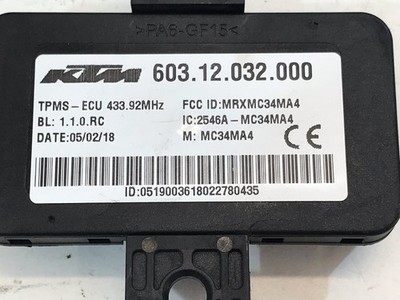 >PA6-GF15<
KTM 603.12.032.000
TPMS-ECU 433.92MHz FCC ID:MRXMC34MA4
BL: 1.1.0.RC IC:2546A-MC34MA4
DATE:05/02/18 M: MC34MA4 CE
ID:0519003618022780435